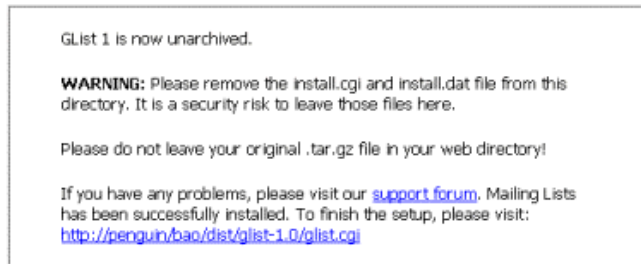 GList 1 is now unarchived.
WARNING: Please remove the install.cgi and install.dat file from this
directory. It is a security risk to leave those files here.
Please do not leave your original .tar.gz file in your web directory!
If you have any problems, please visit our support forum. Mailing Lists
has been successfully installed. To finish the setup, please visit:
http://penguin/bao/dist/glist-1.0/glist.cgi